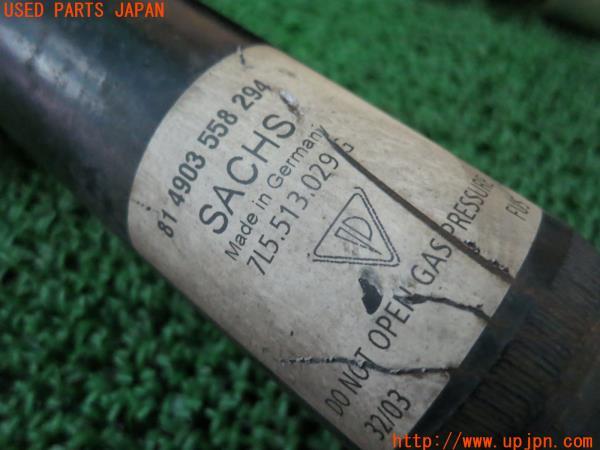 USED PARTS JAPAN
81 4903 558 294
SACHS
Made in Germany
7L5.513.029 G
DO NOT OPEN GAS PRESSURE
32/03
http://www.upjpn.com/